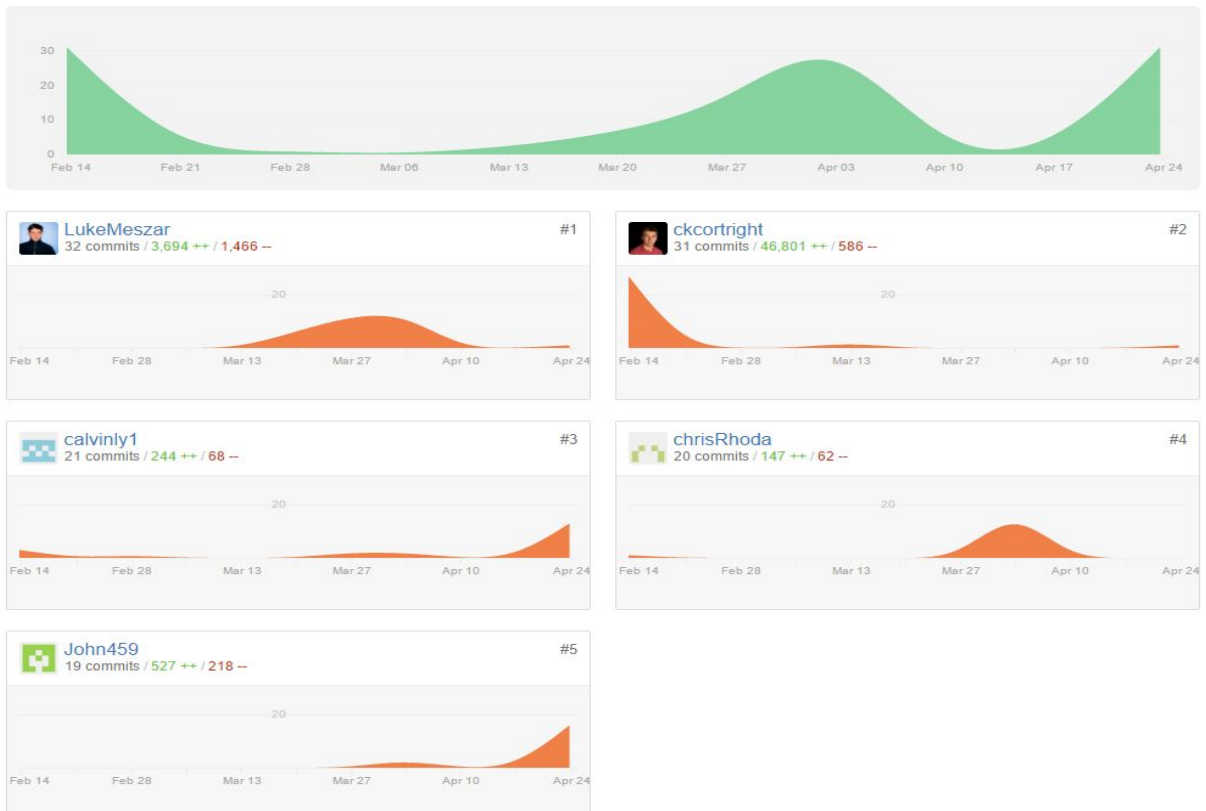 30
20
10
0
Feb 14 Feb 21 Feb 28 Mar 06 Mar 13 Mar 20 Mar 27 Apr 03 Apr 10 Apr 17 Apr 24
LukeMeszar #1
32 commits / 3,694 ++ / 1,466 --
20
Feb 14 Feb 28 Mar 13 Mar 27 Apr 10 Apr 24
ckcortright #2
31 commits / 46,801 ++ / 586 --
20
Feb 14 Feb 28 Mar 13 Mar 27 Apr 10 Apr 24
calvinly1 #3
21 commits / 244 ++ / 68 --
20
Feb 14 Feb 28 Mar 13 Mar 27 Apr 10 Apr 24
chrisRhoda #4
20 commits / 147 ++ / 62 --
20
Feb 14 Feb 28 Mar 13 Mar 27 Apr 10 Apr 24
John459 #5
19 commits / 527 ++ / 218 --
20
Feb 14 Feb 28 Mar 13 Mar 27 Apr 10 Apr 24